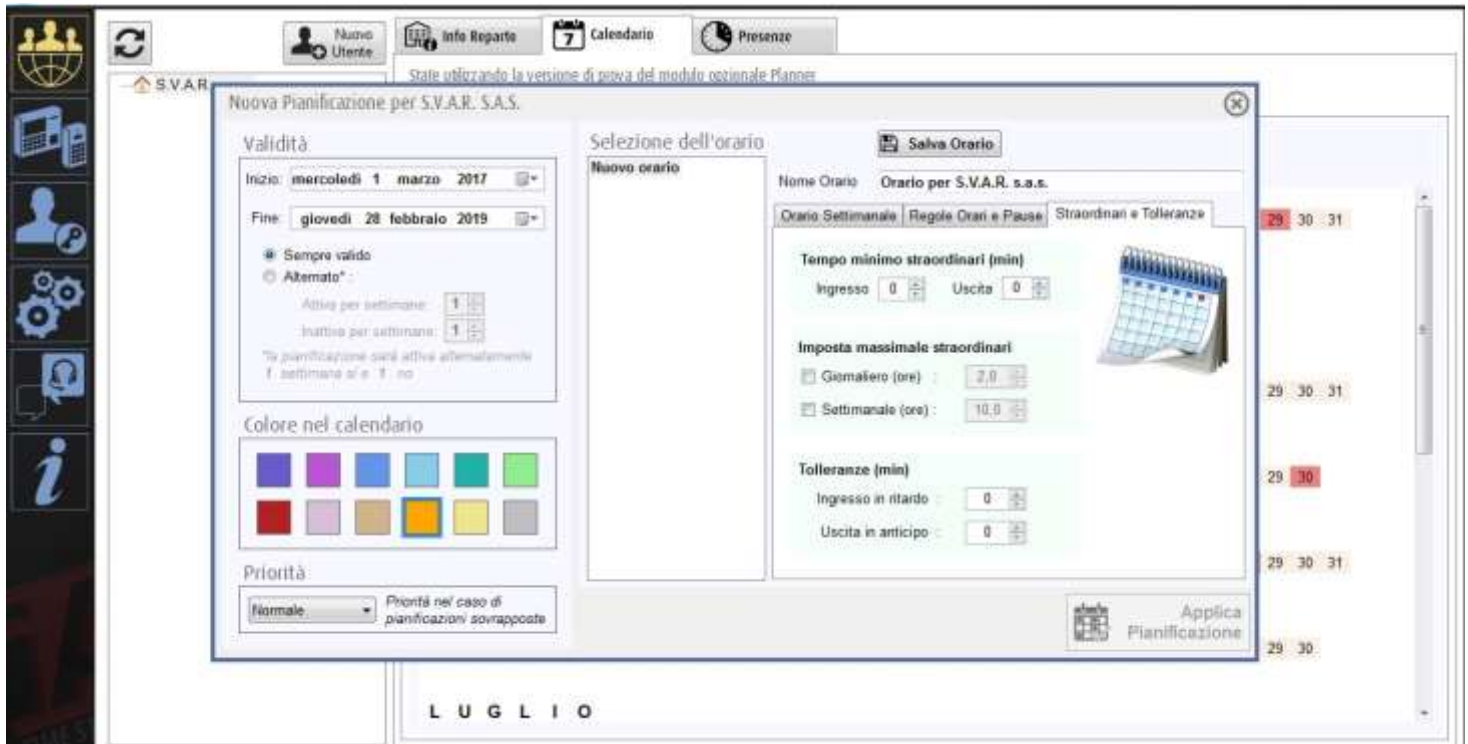 Nuovo
Utente
Info Reparto
7
Calendario
Presenze
S.V.A.R.
State utilizzando la versione di prova del modulo opzionale Planner
Nuova Pianificazione per S.V.A.R. S.A.S.
Validità
Inizio: mercoledì 1 marzo 2017
Fine: giovedì 28 febbraio 2019
Sempre valido
Alternato* :
Attiva per settimane: 1
Inattiva per settimane: 1
*la pianificazione sarà attiva alternatamente
1 settimana sì e 1 no
Colore nel calendario
Priorità
Normale
Priorità nel caso di
pianificazioni sovrapposte
Selezione dell'orario
Nuovo orario
Salva Orario
Nome Orario Orario per S.V.A.R. s.a.s.
Orario Settimanale Regole Orari e Pause Straordinari e Tolleranze
Tempo minimo straordinari (min)
Ingresso 0 Uscita 0
Imposta massimale straordinari
Giornaliero (ore) : 2,0
Settimanale (ore) : 10,0
Tolleranze (min)
Ingresso in ritardo : 0
Uscita in anticipo : 0
Applica
Pianificazione
29 30 31
29 30 31
29 30
29 30 31
29 30
LUGLIO